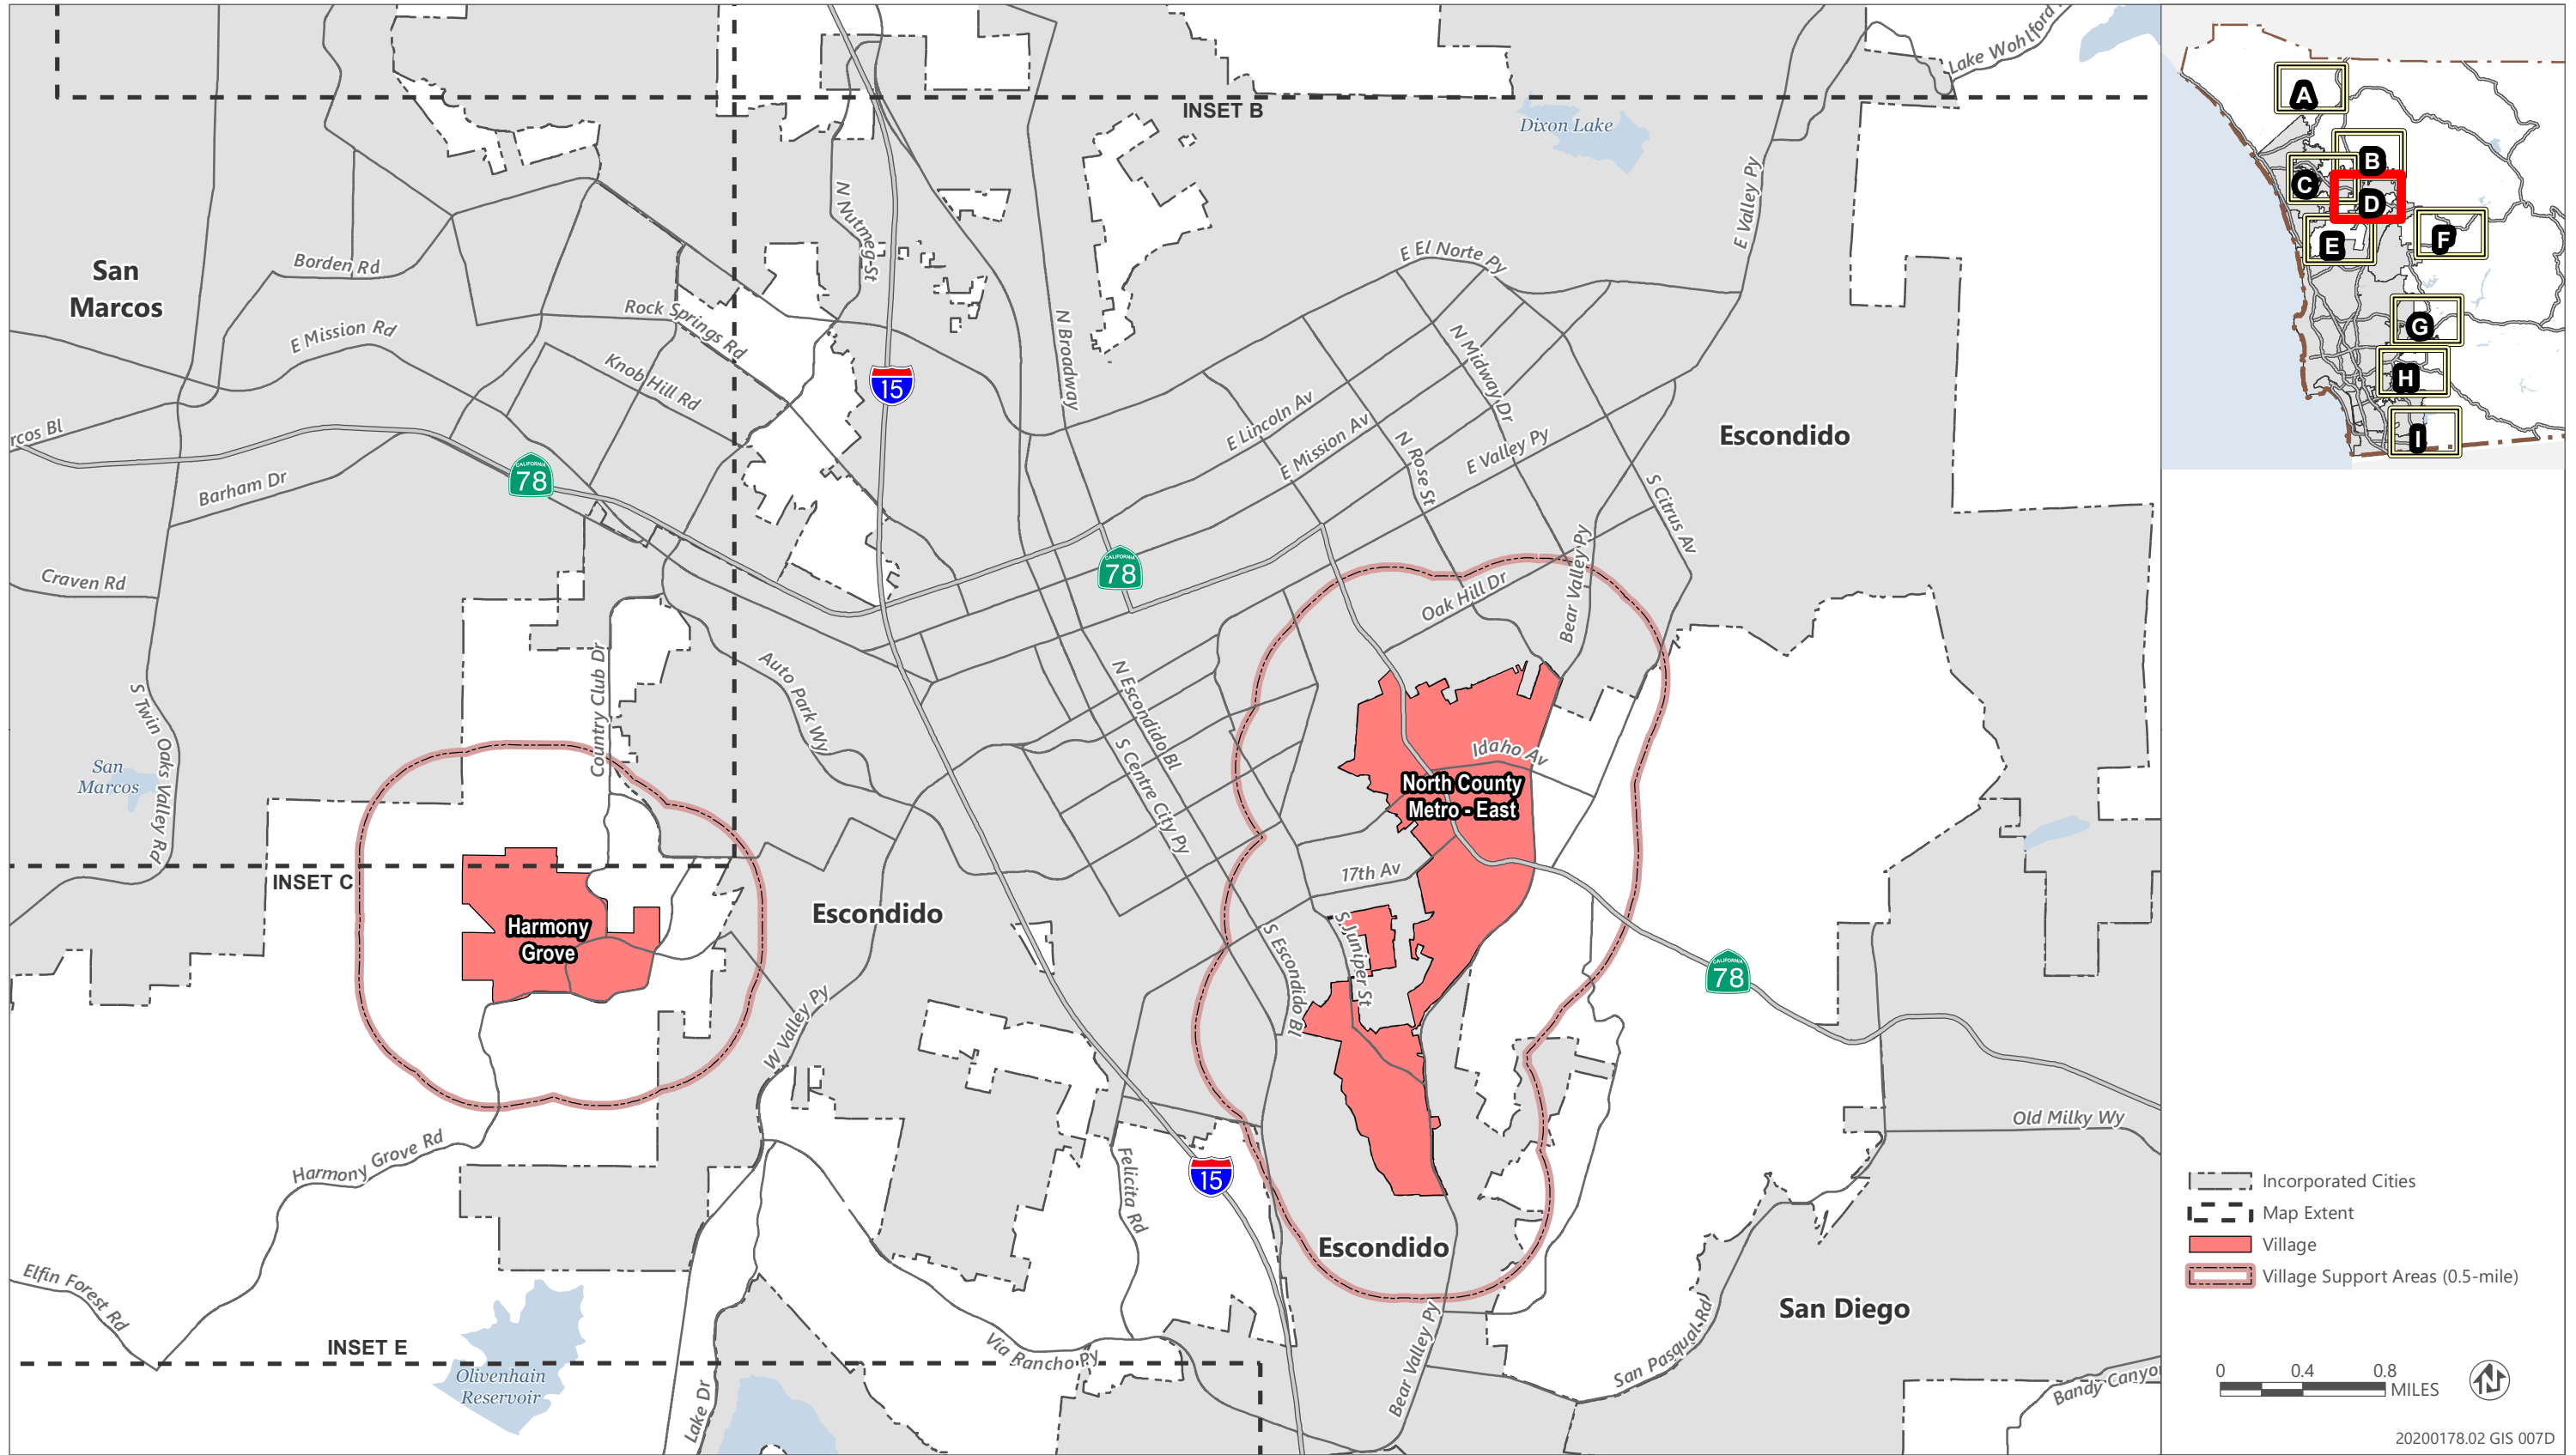 INSET B
Lake Wohlford
Dixon Lake
E Valley Py
N Nutmeg St
San
Marcos
Borden Rd
E El Norte Py
Rock Springs Rd
E Mission Rd
N Broadway
N Midway Dr
15
Knob Hill Rd
E Lincoln Av
E Mission Av
N Rose St
E Valley Py
Escondido
rcos Bl
CALIFORNIA
78
Barham Dr
S Citrus Av
CALIFORNIA
78
Craven Rd
Oak Hill Dr
Bear Valley Py
Country Club Dr
Auto Park Wy
N Escondido Bl
S Twin Oaks Valley Rd
San
Marcos
S Centre City Py
Idaho Av
North County
Metro - East
INSET C
17th Av
Escondido
Harmony
Grove
S Juniper St
S Escondido Bl
CALIFORNIA
78
W Valley Py
Old Milky Wy
Harmony Grove Rd
Felicita Rd
15
Escondido
Elfin Forest Rd
San Diego
INSET E
Via Rancho Py
Olivenhain
Reservoir
Lake Dr
Bear Valley Py
San Pasqual Rd
Bandy Canyo
A
B
C
D
E
F
G
H
I
Incorporated Cities
Map Extent
Village
Village Support Areas (0.5-mile)
0 0.4 0.8
MILES
N
20200178.02 GIS 007D